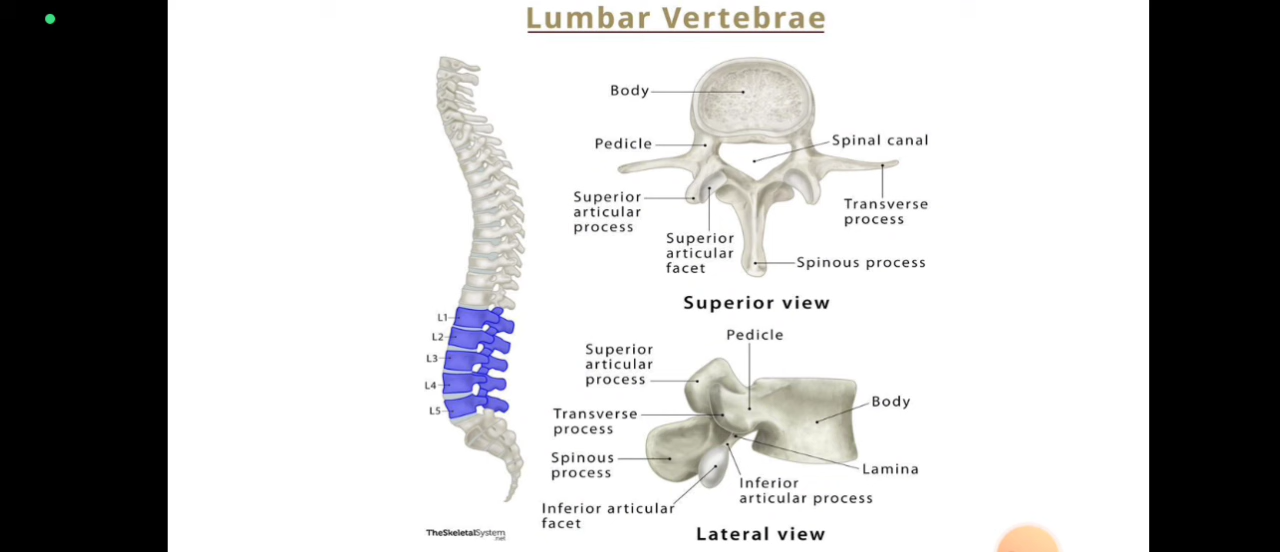 Lumbar Vertebrae
L1
L2
L3
L4
L5
TheSkeletalSystem
.net
Body
Pedicle
Spinal canal
Superior
articular
process
Superior
articular
facet
Transverse
process
Spinous process
Superior view
Pedicle
Superior
articular
process
Transverse
process
Spinous
process
Inferior articular
facet
Body
Lamina
Inferior
articular process
Lateral view